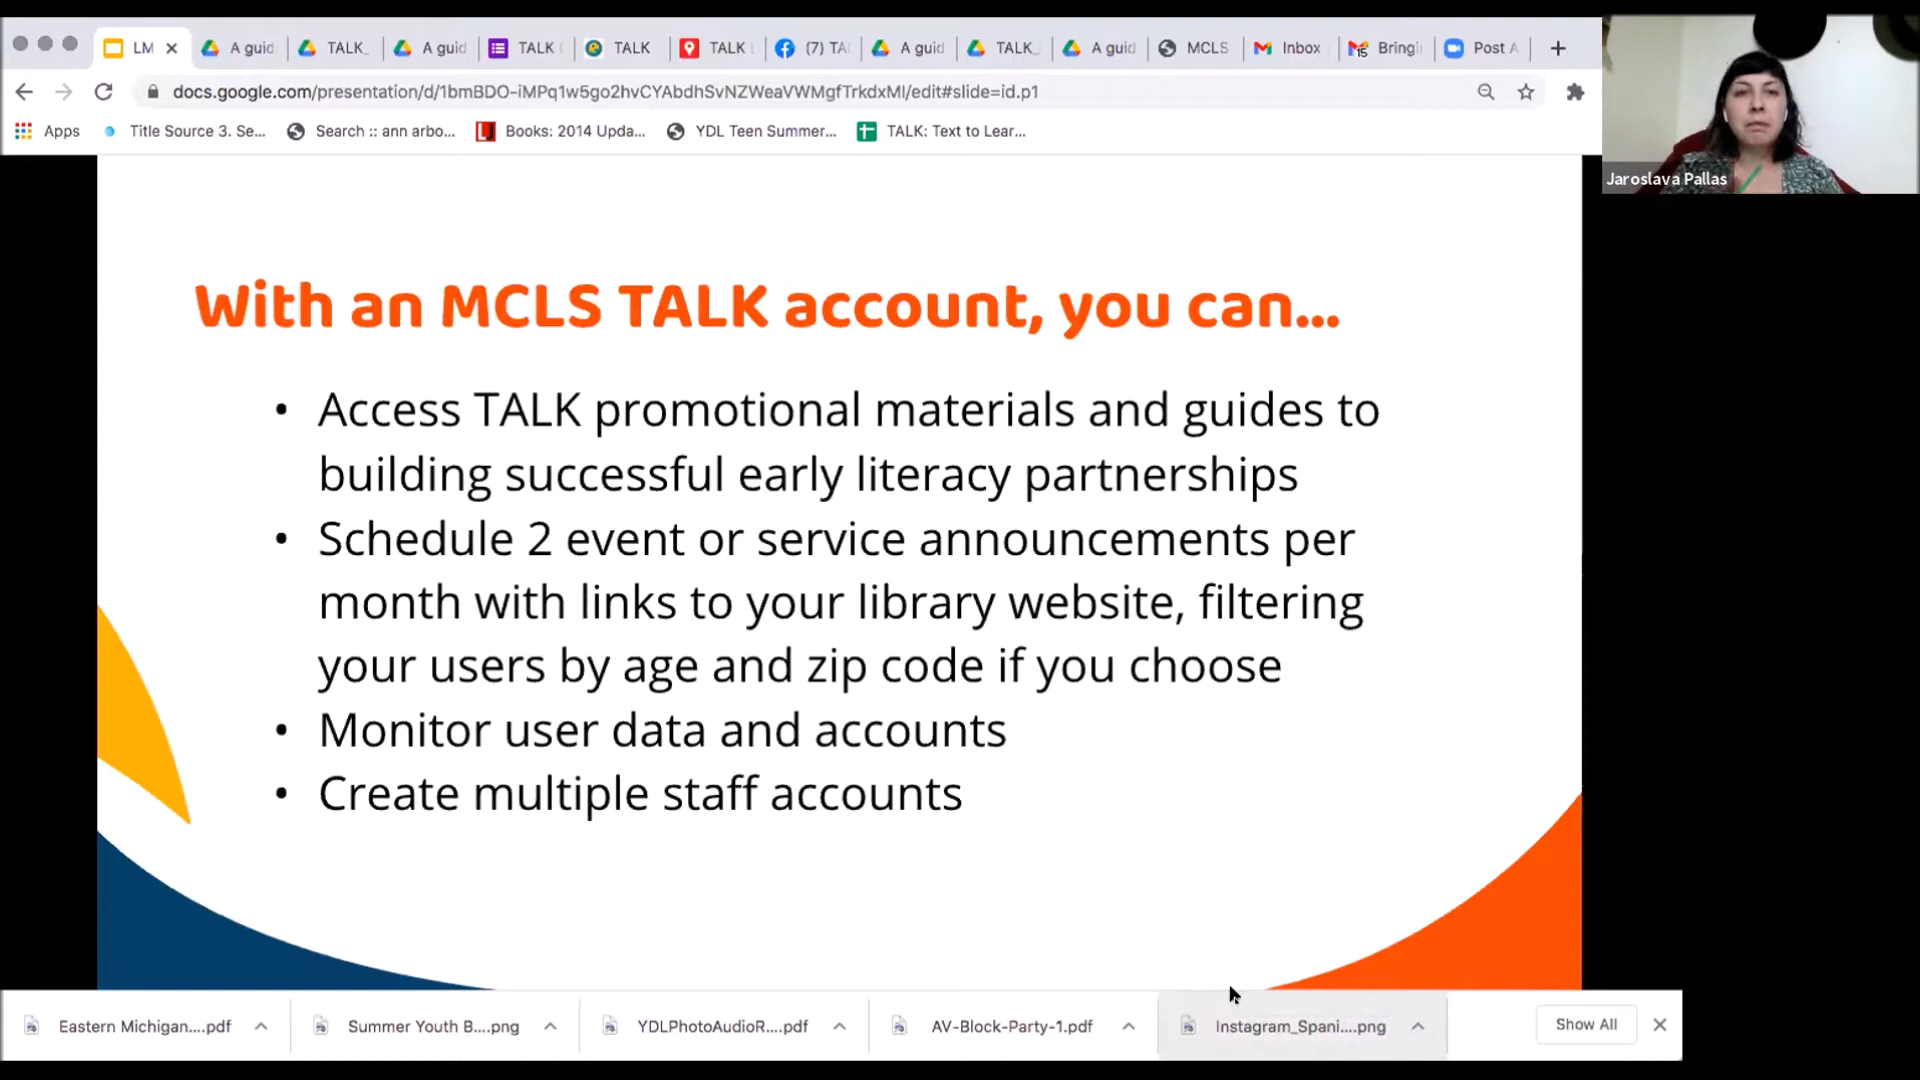 LM
A guid
TALK_
A guid
TALK
TALK
TALK
(7) TA
A guid
TALK_
A guid
MCLS
Inbox
Bringi
Post A
docs.google.com/presentation/d/1bmBDO-iMPq1w5go2hvCYAbdhSvNZWeaVWMgfTrkdxMI/edit#slide=id.p1
Apps
Title Source 3. Se...
Search :: ann arbo...
Books: 2014 Upda...
YDL Teen Summer...
TALK: Text to Lear...
Jaroslava Pallas
With an MCLS TALK account, you can...
• Access TALK promotional materials and guides to
building successful early literacy partnerships
• Schedule 2 event or service announcements per
month with links to your library website, filtering
your users by age and zip code if you choose
• Monitor user data and accounts
• Create multiple staff accounts
Eastern Michigan....pdf
Summer Youth B....png
YDLPhotoAudioR....pdf
AV-Block-Party-1.pdf
Instagram_Spani....png
Show All